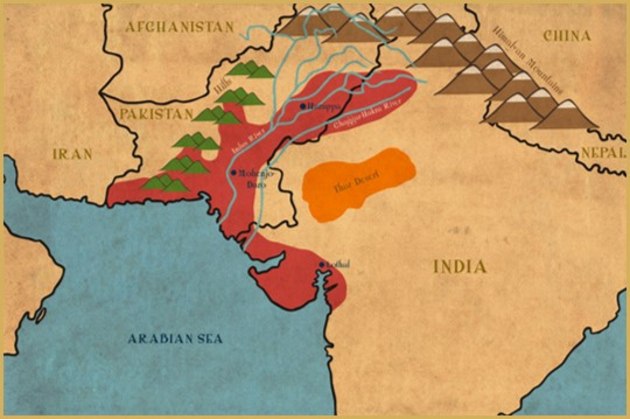 AFGHANISTAN
CHINA
Himalayan Mountains
Hills
PAKISTAN
Harappa
Ghaggar-Hakra River
Indus River
IRAN
NEPAL
Mohenjo-
Daro
Thar Desert
Lothal
INDIA
ARABIAN SEA